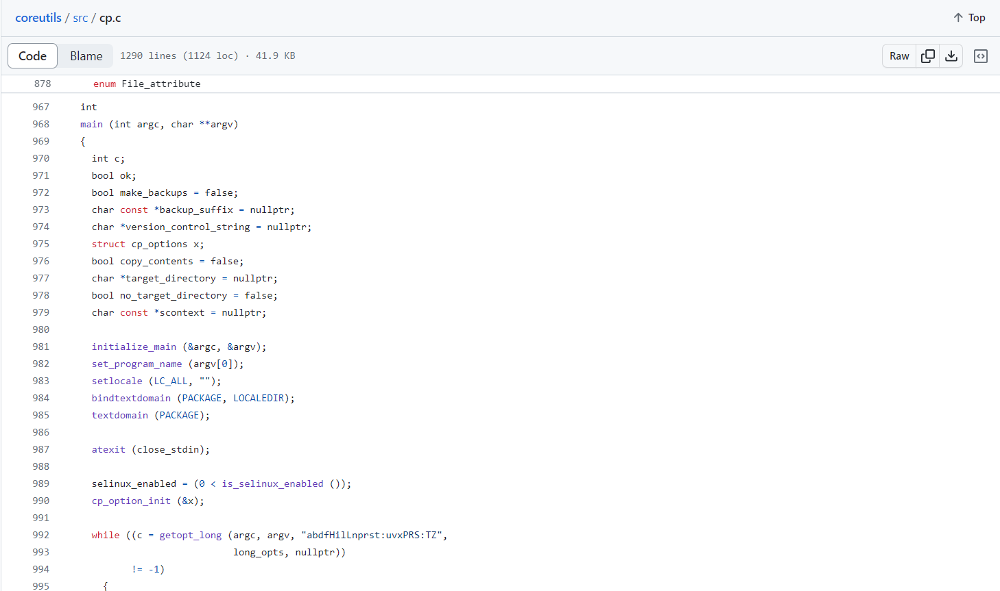 coreutils / src / cp.c
Top
Code Blame 1290 lines (1124 loc) · 41.9 KB
Raw
878 enum File_attribute
967 int
968 main (int argc, char **argv)
969 {
970 int c;
971 bool ok;
972 bool make_backups = false;
973 char const *backup_suffix = nullptr;
974 char *version_control_string = nullptr;
975 struct cp_options x;
976 bool copy_contents = false;
977 char *target_directory = nullptr;
978 bool no_target_directory = false;
979 char const *scontext = nullptr;
980
981 initialize_main (&argc, &argv);
982 set_program_name (argv[0]);
983 setlocale (LC_ALL, "");
984 bindtextdomain (PACKAGE, LOCALEDIR);
985 textdomain (PACKAGE);
986
987 atexit (close_stdin);
988
989 selinux_enabled = (0 < is_selinux_enabled ());
990 cp_option_init (&x);
991
992 while ((c = getopt_long (argc, argv, "abdfHilLnprst:uvxPRS:TZ",
993 long_opts, nullptr))
994 != -1)
995 {